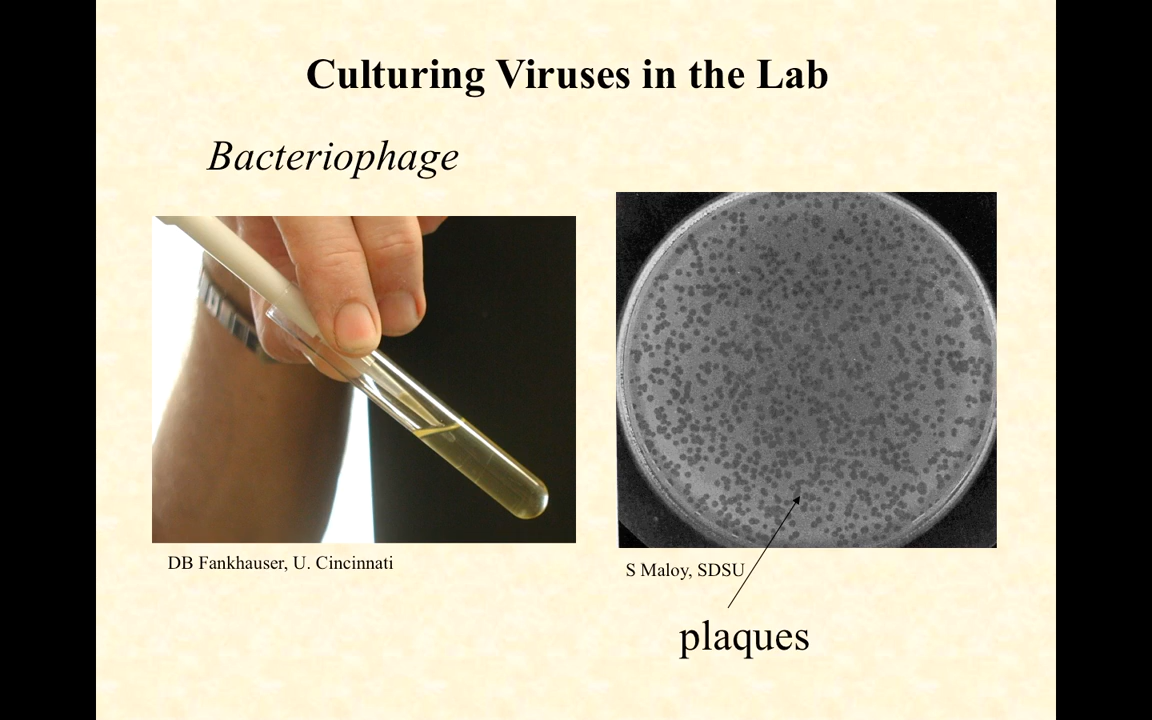 Culturing Viruses in the Lab
Bacteriophage
DB Fankhauser, U. Cincinnati
S Maloy, SDSU
plaques